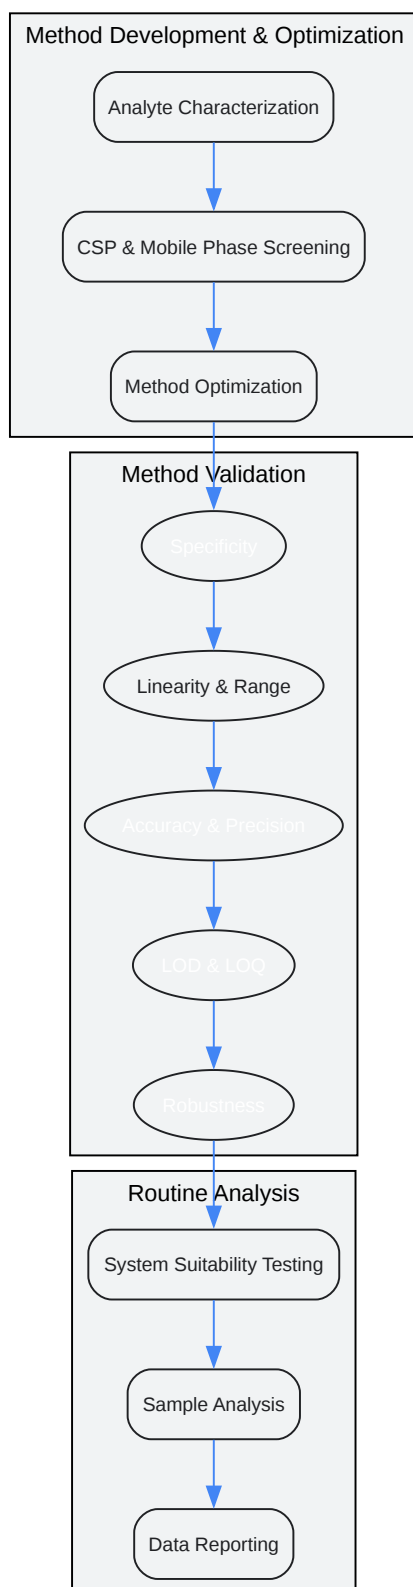 Method Development & Optimization
Analyte Characterization
CSP & Mobile Phase Screening
Method Optimization
Method Validation
Specificity
Linearity & Range
Accuracy & Precision
LOD & LOQ
Robustness
Routine Analysis
System Suitability Testing
Sample Analysis
Data Reporting